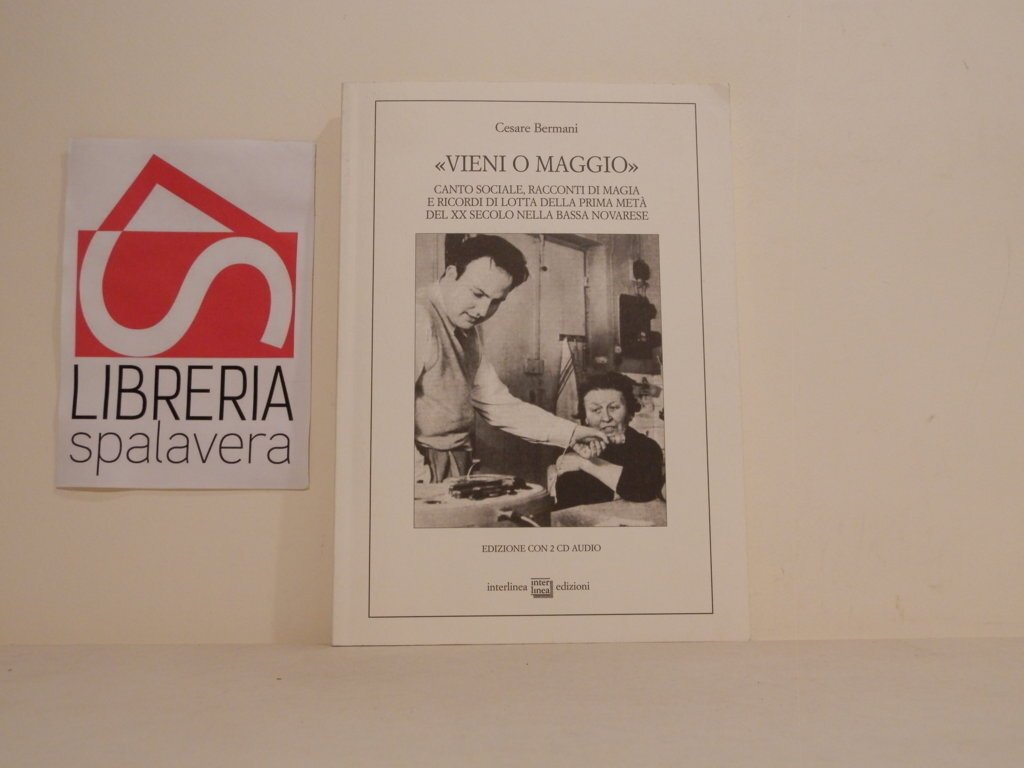 LIBRERIA
spalavera
Cesare Bermani
«VIENI O MAGGIO»
CANTO SOCIALE, RACCONTI DI MAGIA
E RICORDI DI LOTTA DELLA PRIMA METÀ
DEL XX SECOLO NELLA BASSA NOVARESE
EDIZIONE CON 2 CD AUDIO
interlinea inter linea edizioni